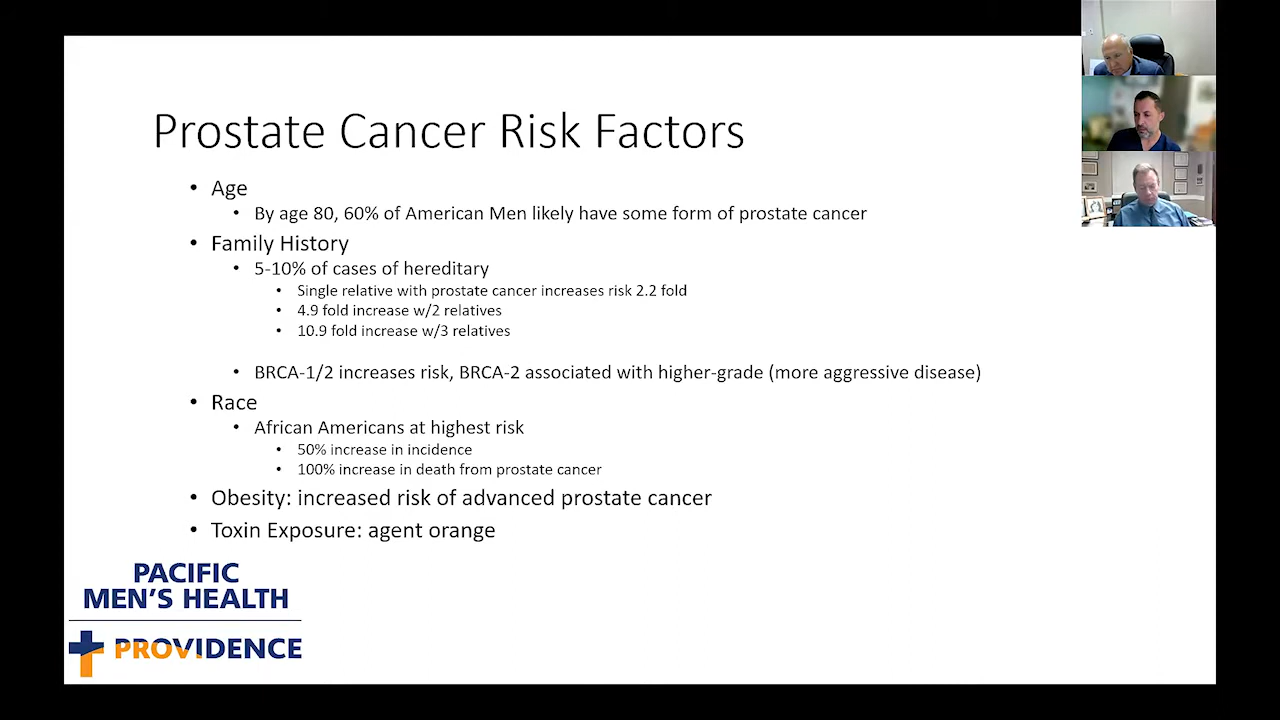 Prostate Cancer Risk Factors
• Age
• By age 80, 60% of American Men likely have some form of prostate cancer
• Family History
• 5-10% of cases of hereditary
• Single relative with prostate cancer increases risk 2.2 fold
• 4.9 fold increase w/2 relatives
• 10.9 fold increase w/3 relatives
• BRCA-1/2 increases risk, BRCA-2 associated with higher-grade (more aggressive disease)
• Race
• African Americans at highest risk
• 50% increase in incidence
• 100% increase in death from prostate cancer
• Obesity: increased risk of advanced prostate cancer
• Toxin Exposure: agent orange
PACIFIC
MEN'S HEALTH
PROVIDENCE